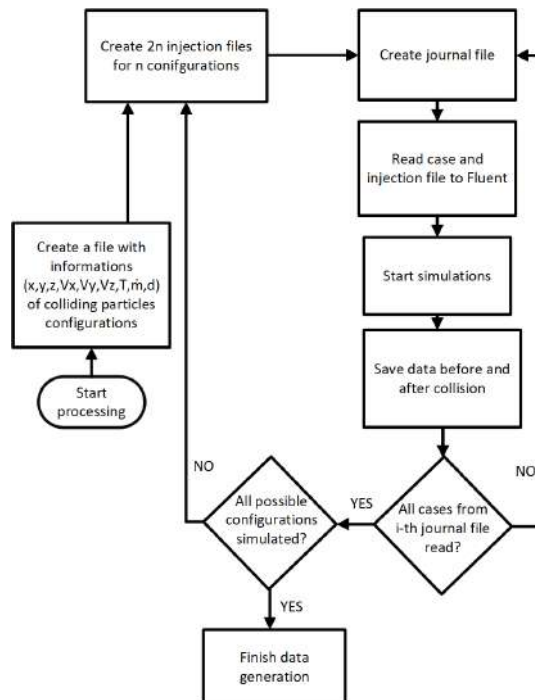 Create 2n injection files
for n conifgurations
Create journal file
Read case and
injection file to Fluent
Create a file with
informations
(x,y,z,Vx,Vy,Vz,T,ṁ,d)
of colliding particles
configurations
Start simulations
Start
processing
Save data before and
after collision
NO
NO
All possible
configurations
simulated?
YES
All cases from
i-th journal file
read?
YES
Finish data
generation